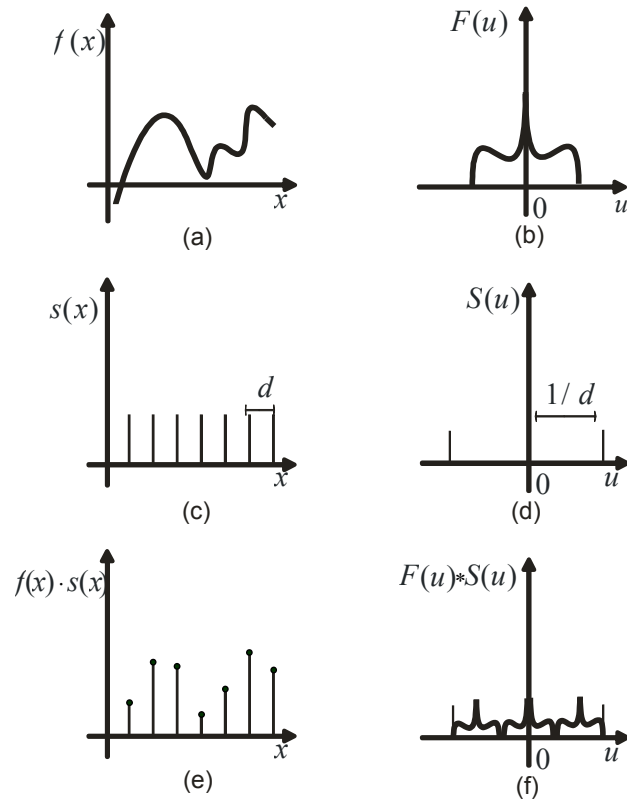 f(x)
x
(a)
F(u)
0
u
(b)
s(x)
d
x
(c)
S(u)
1/ d
0
u
(d)
f(x) · s(x)
x
(e)
F(u)*S(u)
0
u
(f)